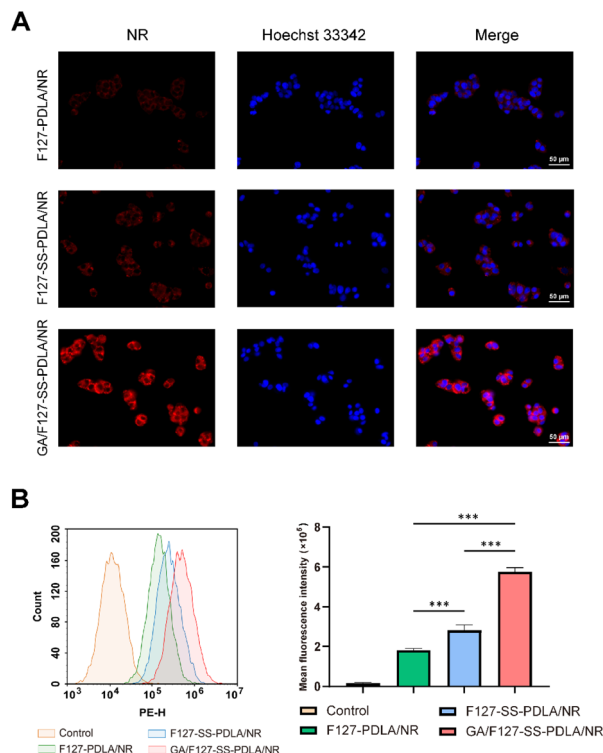 A
NR Hoechst 33342 Merge
F127-PDLA/NR
50 μm
F127-SS-PDLA/NR
50 μm
GA/F127-SS-PDLA/NR
50 μm
B
200
160
120
80
40
0
Count
10³ 10⁴ 10⁵ 10⁶ 10⁷
PE-H
Control F127-SS-PDLA/NR
F127-PDLA/NR GA/F127-SS-PDLA/NR
Mean fluorescence intensity (×10⁵)
8
6
4
2
0
***
***
***
Control F127-SS-PDLA/NR
F127-PDLA/NR GA/F127-SS-PDLA/NR